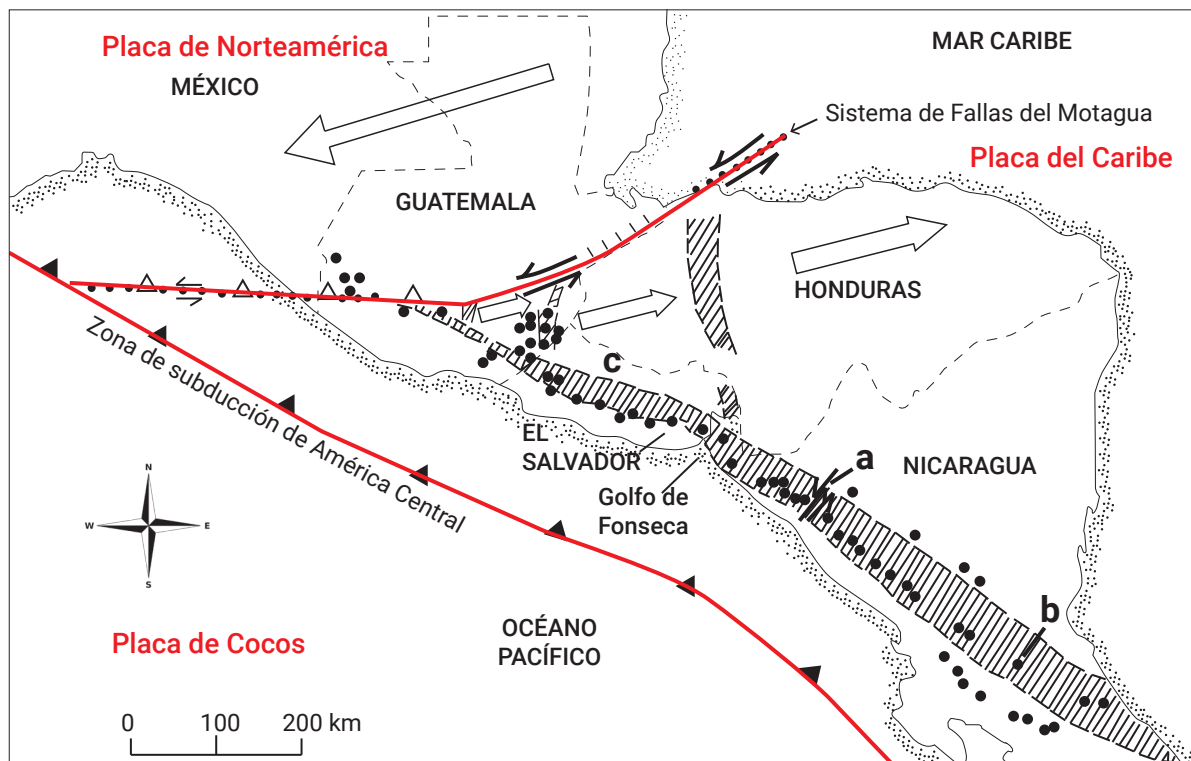 Placa de Norteamérica
MÉXICO
MAR CARIBE
Sistema de Fallas del Motagua
Placa del Caribe
GUATEMALA
HONDURAS
Zona de subducción de América Central
c
EL
SALVADOR
Golfo de
Fonseca
a
NICARAGUA
N
W
E
S
b
Placa de Cocos
OCÉANO
PACÍFICO
0 100 200 km